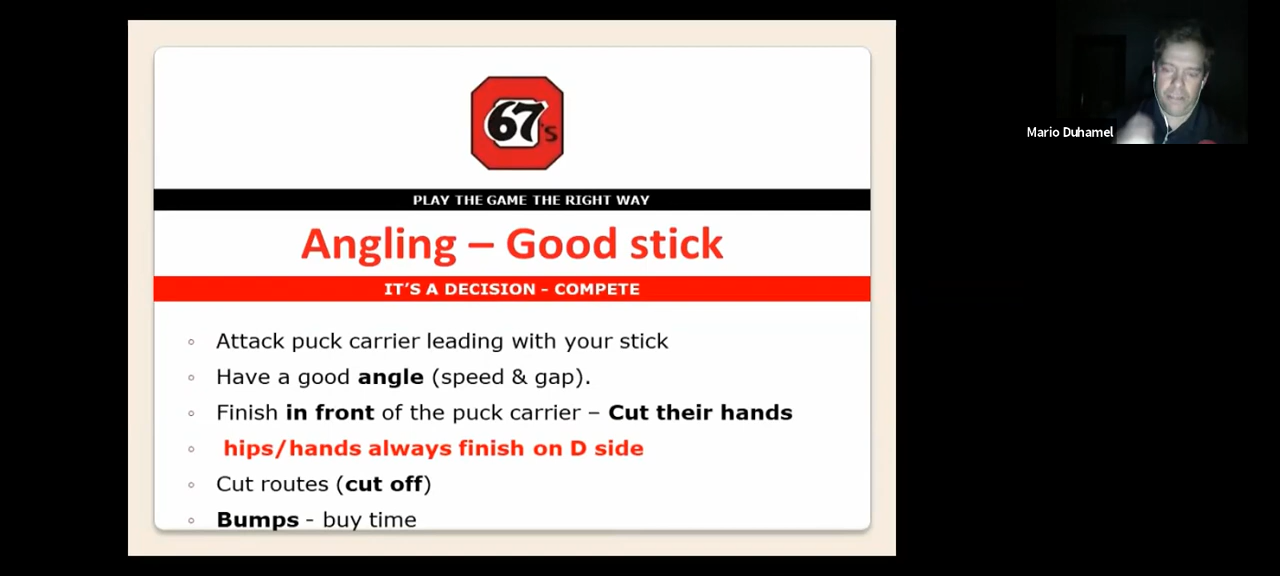 67's
Mario Duhamel
PLAY THE GAME THE RIGHT WAY
Angling – Good stick
IT'S A DECISION - COMPETE
◦ Attack puck carrier leading with your stick
◦ Have a good angle (speed & gap).
◦ Finish in front of the puck carrier – Cut their hands
◦ hips/hands always finish on D side
◦ Cut routes (cut off)
◦ Bumps - buy time